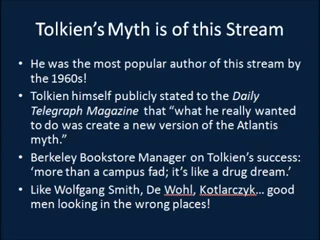 Tolkien's Myth is of this Stream
• He was the most popular author of this stream by
the 1960s!
• Tolkien himself publicly stated to the Daily
Telegraph Magazine that “what he really wanted
to do was create a new version of the Atlantis
myth.”
• Berkeley Bookstore Manager on Tolkien's success:
‘more than a campus fad; it's like a drug dream.’
• Like Wolfgang Smith, De Wohl, Kotlarczyk… good
men looking in the wrong places!